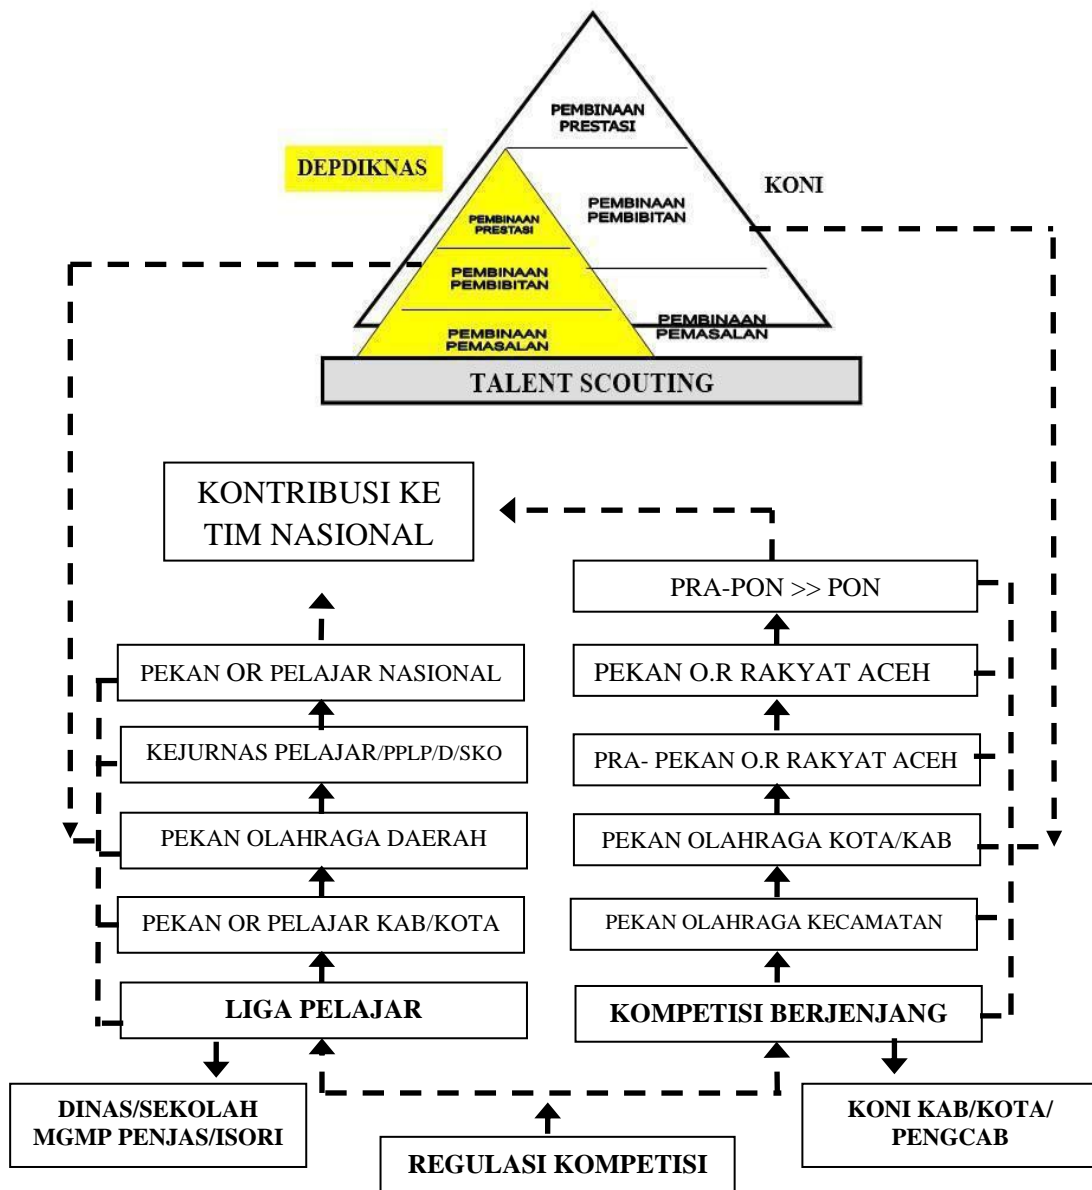 PEMBINAAN
PRESTASI
DEPDIKNAS
KONI
PEMBINAAN
PEMBIBITAN
PEMBINAAN
PRESTASI
PEMBINAAN
PEMBIBITAN
PEMBINAAN
PEMASALAN
PEMBINAAN
PEMASALAN
TALENT SCOUTING
KONTRIBUSI KE
TIM NASIONAL
PRA-PON >> PON
PEKAN OR PELAJAR NASIONAL
PEKAN O.R RAKYAT ACEH
KEJURNAS PELAJAR/PPLP/D/SKO
PRA- PEKAN O.R RAKYAT ACEH
PEKAN OLAHRAGA DAERAH
PEKAN OLAHRAGA KOTA/KAB
PEKAN OR PELAJAR KAB/KOTA
PEKAN OLAHRAGA KECAMATAN
LIGA PELAJAR
KOMPETISI BERJENJANG
DINAS/SEKOLAH
MGMP PENJAS/ISORI
KONI KAB/KOTA/
PENGCAB
REGULASI KOMPETISI